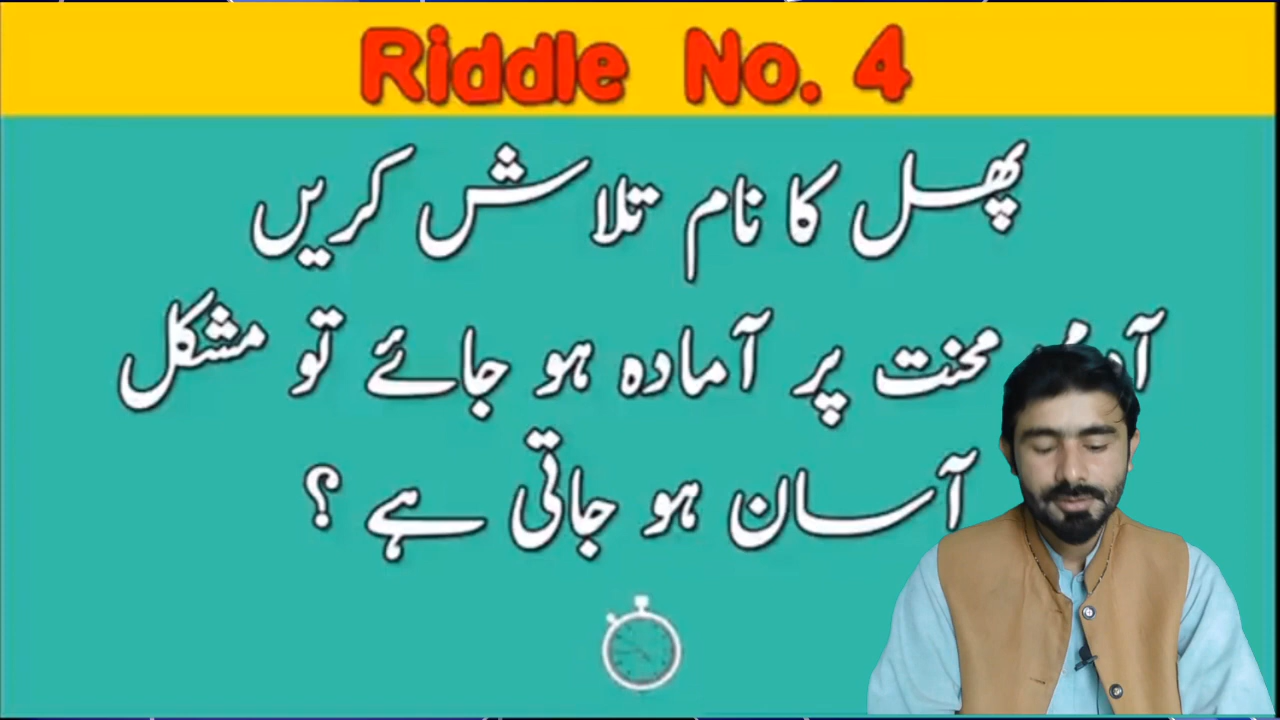 Riddle No. 4
پھل کا نام تلاش کریں
محنت پر آمادہ ہو جائے تو مشکل
آسان ہو جاتی ہے ؟